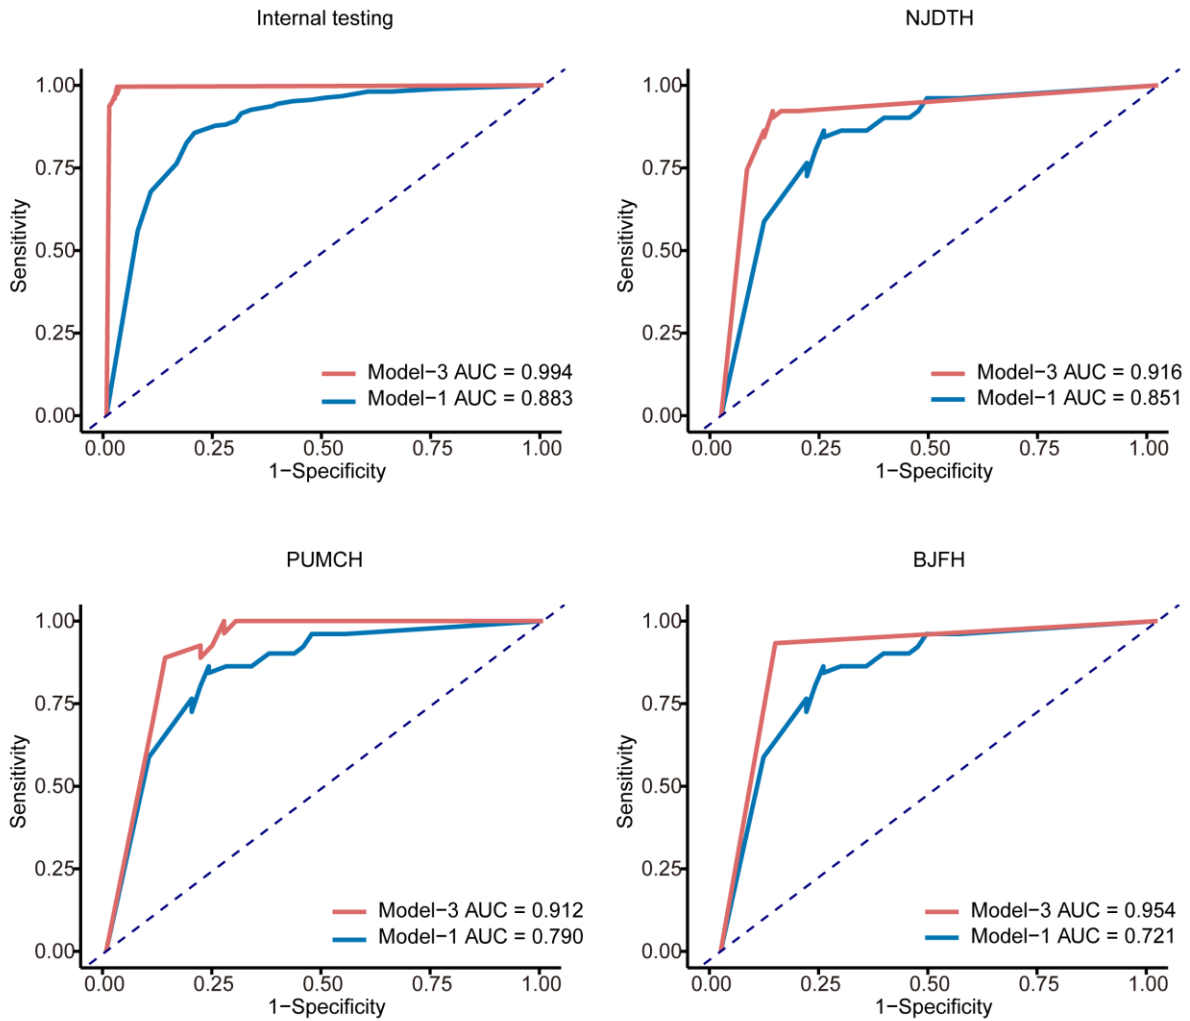 Internal testing
Sensitivity
1.00
0.75
0.50
0.25
0.00
Model−3 AUC = 0.994
Model−1 AUC = 0.883
0.00 0.25 0.50 0.75 1.00
1−Specificity
NJDTH
Sensitivity
1.00
0.75
0.50
0.25
0.00
Model−3 AUC = 0.916
Model−1 AUC = 0.851
0.00 0.25 0.50 0.75 1.00
1−Specificity
PUMCH
Sensitivity
1.00
0.75
0.50
0.25
0.00
Model−3 AUC = 0.912
Model−1 AUC = 0.790
0.00 0.25 0.50 0.75 1.00
1−Specificity
BJFH
Sensitivity
1.00
0.75
0.50
0.25
0.00
Model−3 AUC = 0.954
Model−1 AUC = 0.721
0.00 0.25 0.50 0.75 1.00
1−Specificity